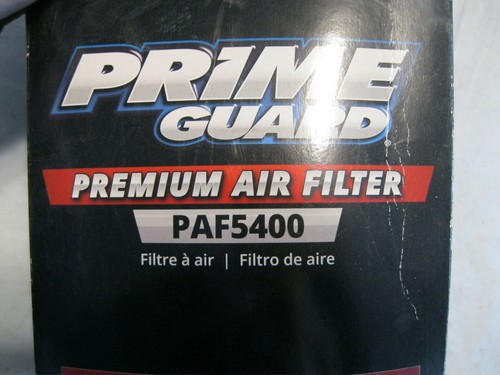 PRIME
GUARD®
PREMIUM AIR FILTER
PAF5400
Filtre à air | Filtro de aire